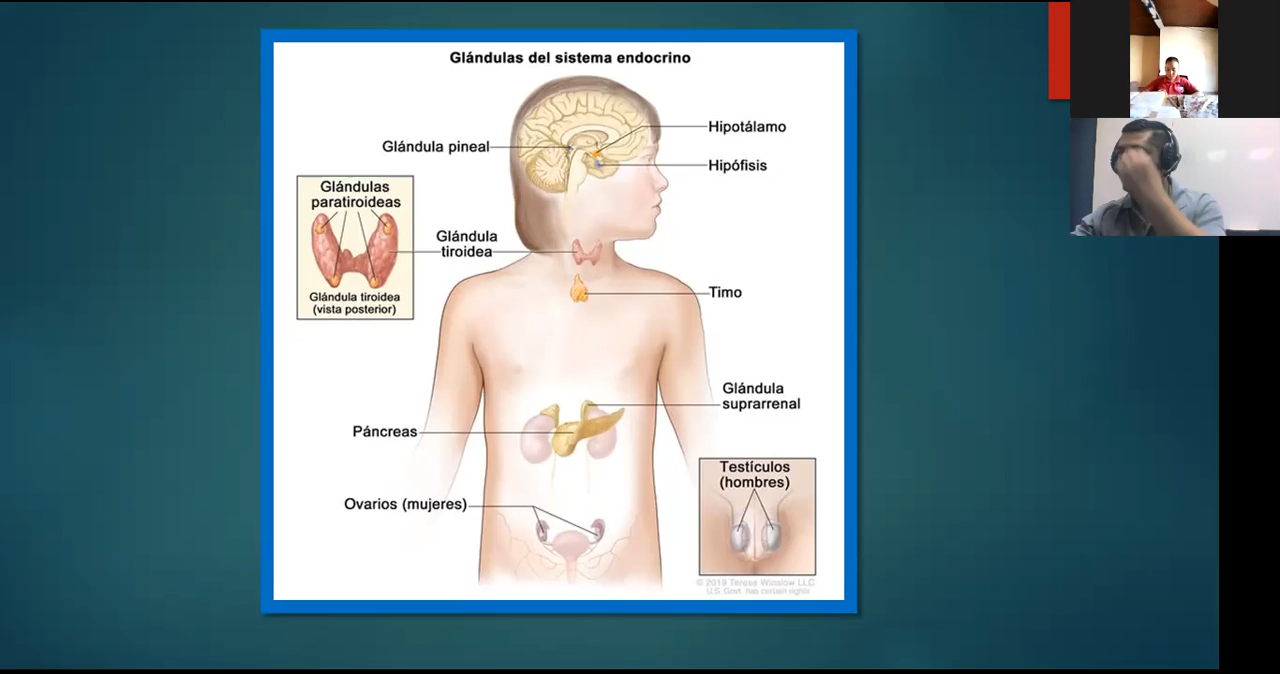 Glándulas del sistema endocrino
Hipotálamo
Glándula pineal
Hipófisis
Glándulas
paratiroideas
Glándula
tiroidea
Glándula tiroidea
(vista posterior)
Timo
Glándula
suprarrenal
Páncreas
Testículos
(hombres)
Ovarios (mujeres)
© 2019 Terese Winslow LLC
U.S. Govt. has certain rights